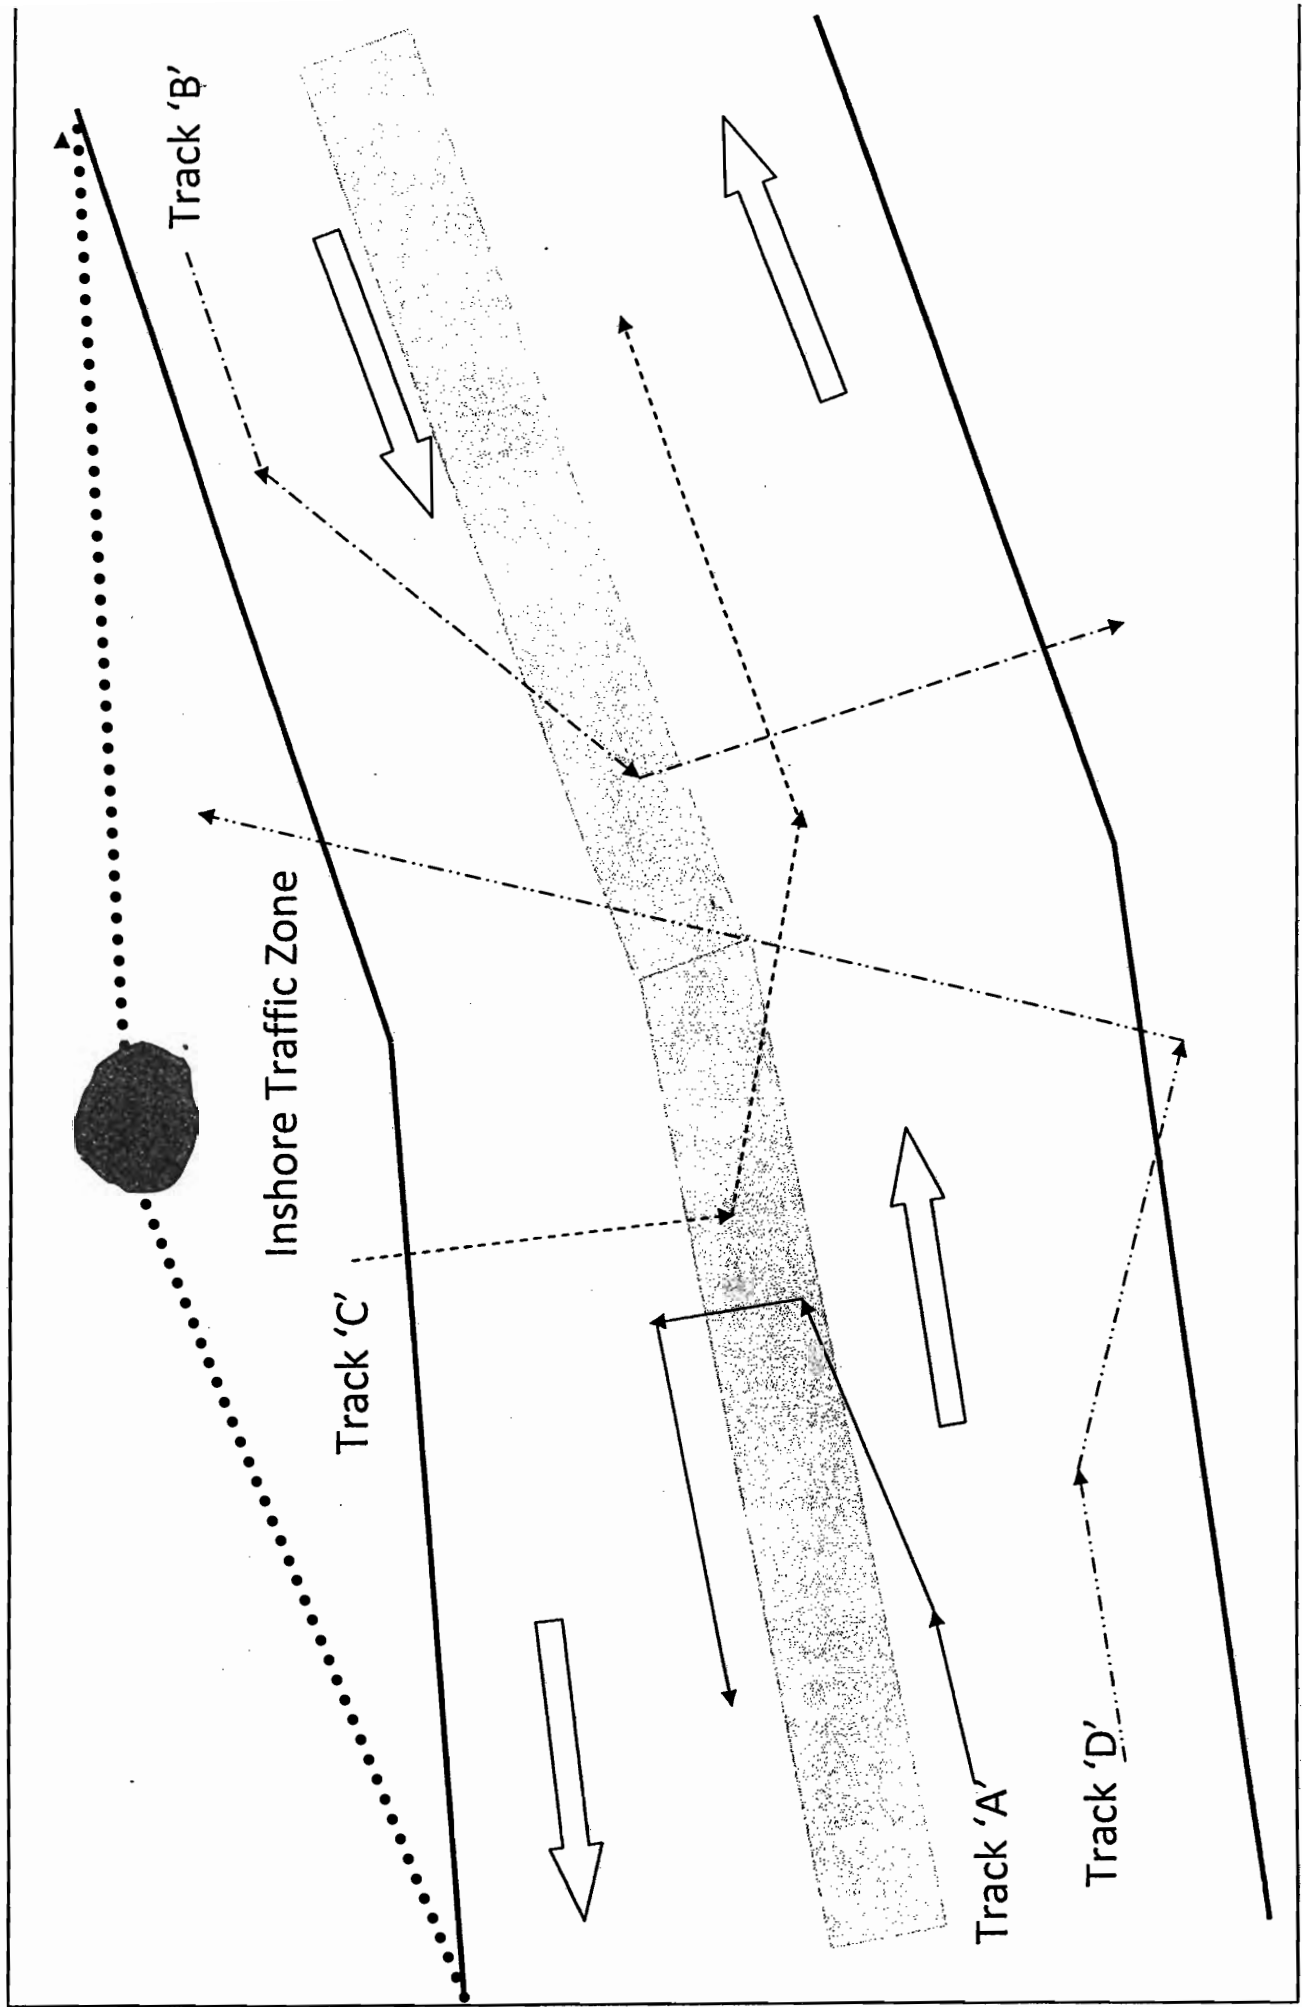 Track ‘B’
Inshore Traffic Zone
Track ‘C’
Track ‘A’
Track ‘D’